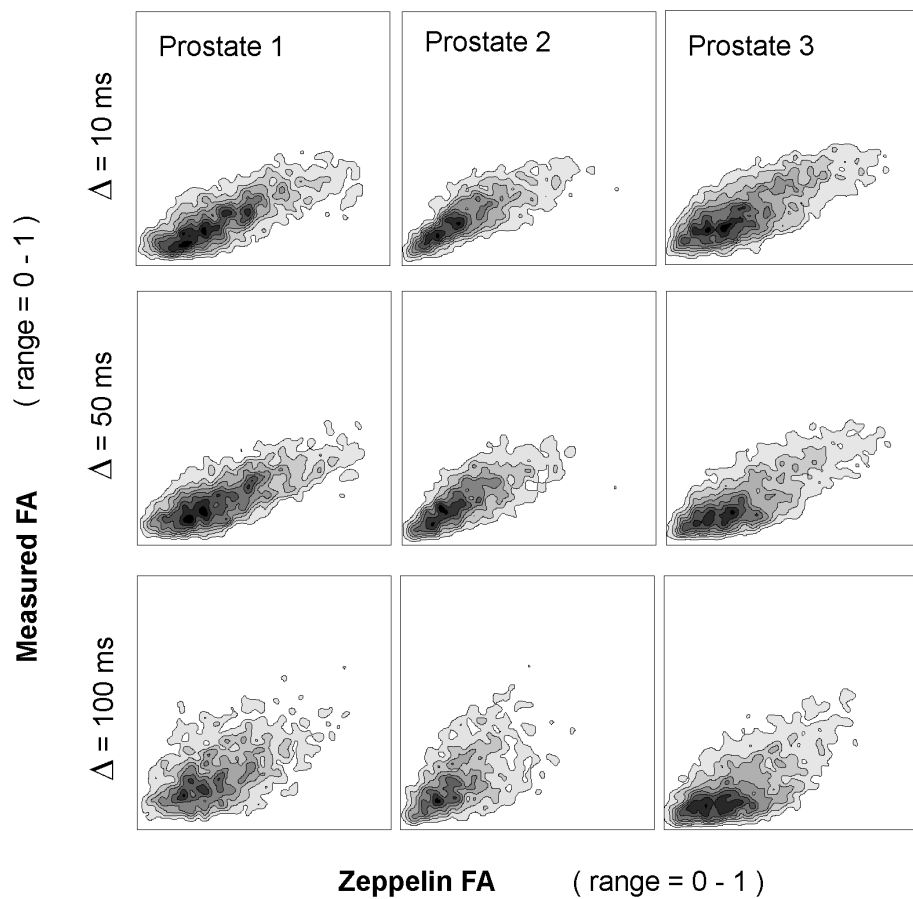 Prostate 1
Prostate 2
Prostate 3
Δ = 10 ms
Δ = 50 ms
Δ = 100 ms
Measured FA ( range = 0 - 1 )
Zeppelin FA ( range = 0 - 1 )